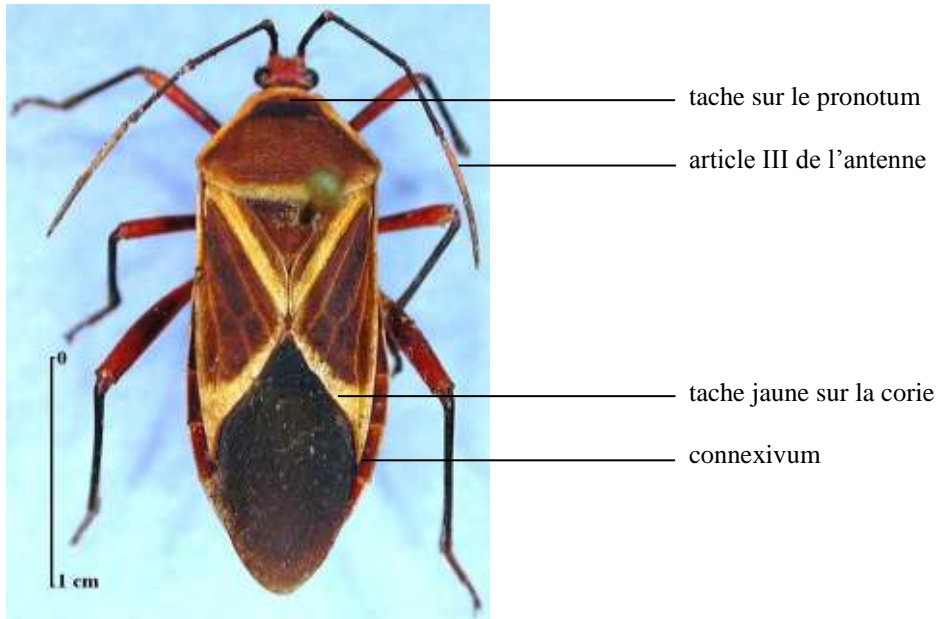 tache sur le pronotum
article III de l'antenne
0
tache jaune sur la corie
connexivum
1 cm